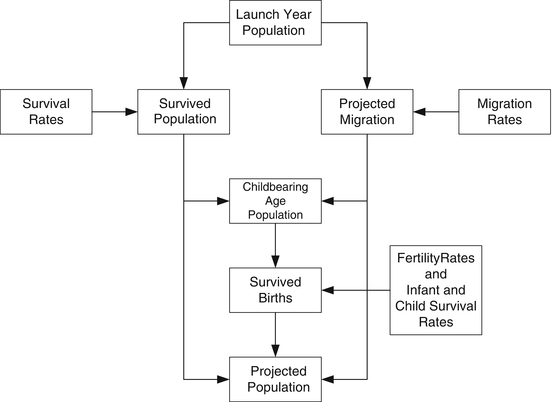 Launch Year
Population
Survival
Rates
Survived
Population
Projected
Migration
Migration
Rates
Childbearing
Age
Population
Survived
Births
FertilityRates
and
Infant and
Child Survival
Rates
Projected
Population